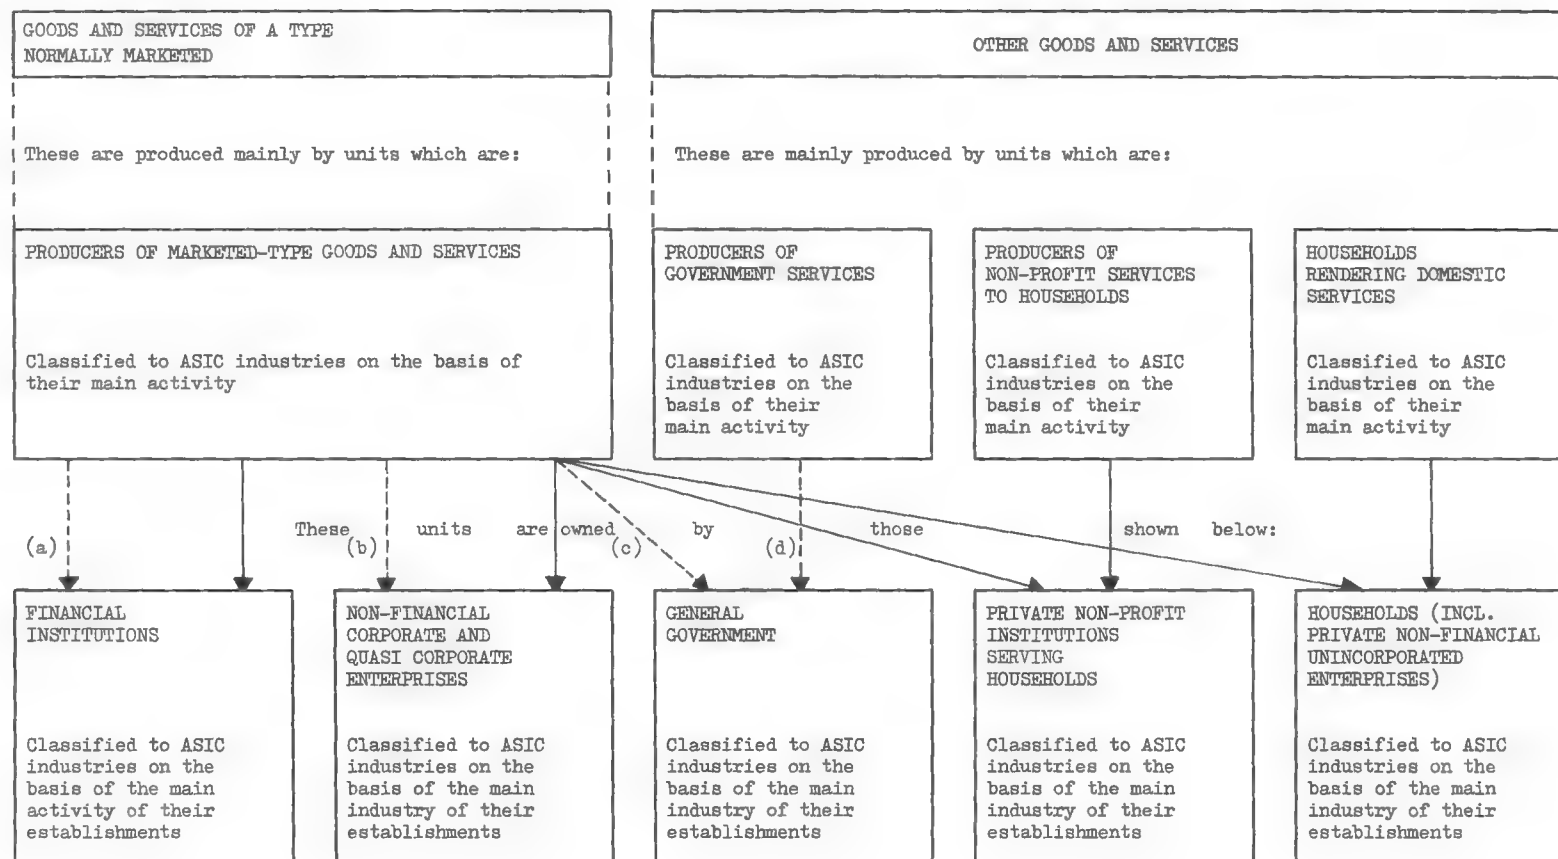 GOODS AND SERVICES OF A TYPE
NORMALLY MARKETED
OTHER GOODS AND SERVICES
These are produced mainly by units which are:
These are mainly produced by units which are:
PRODUCERS OF MARKETED-TYPE GOODS AND SERVICES
Classified to ASIC industries on the basis of
their main activity
PRODUCERS OF
GOVERNMENT SERVICES
Classified to ASIC
industries on the
basis of their
main activity
PRODUCERS OF
NON-PROFIT SERVICES
TO HOUSEHOLDS
Classified to ASIC
industries on the
basis of their
main activity
HOUSEHOLDS
RENDERING DOMESTIC
SERVICES
Classified to ASIC
industries on the
basis of their
main activity
These units are owned by those shown below:
(a) (b) (c) (d)
FINANCIAL
INSTITUTIONS
Classified to ASIC
industries on the
basis of the main
activity of their
establishments
NON-FINANCIAL
CORPORATE AND
QUASI CORPORATE
ENTERPRISES
Classified to ASIC
industries on the
basis of the main
industry of their
establishments
GENERAL
GOVERNMENT
Classified to ASIC
industries on the
basis of the main
industry of their
establishments
PRIVATE NON-PROFIT
INSTITUTIONS
SERVING
HOUSEHOLDS
Classified to ASIC
industries on the
basis of the main
industry of their
establishments
HOUSEHOLDS (INCL.
PRIVATE NON-FINANCIAL
UNINCORPORATED
ENTERPRISES)
Classified to ASIC
industries on the
basis of the main
industry of their
establishments